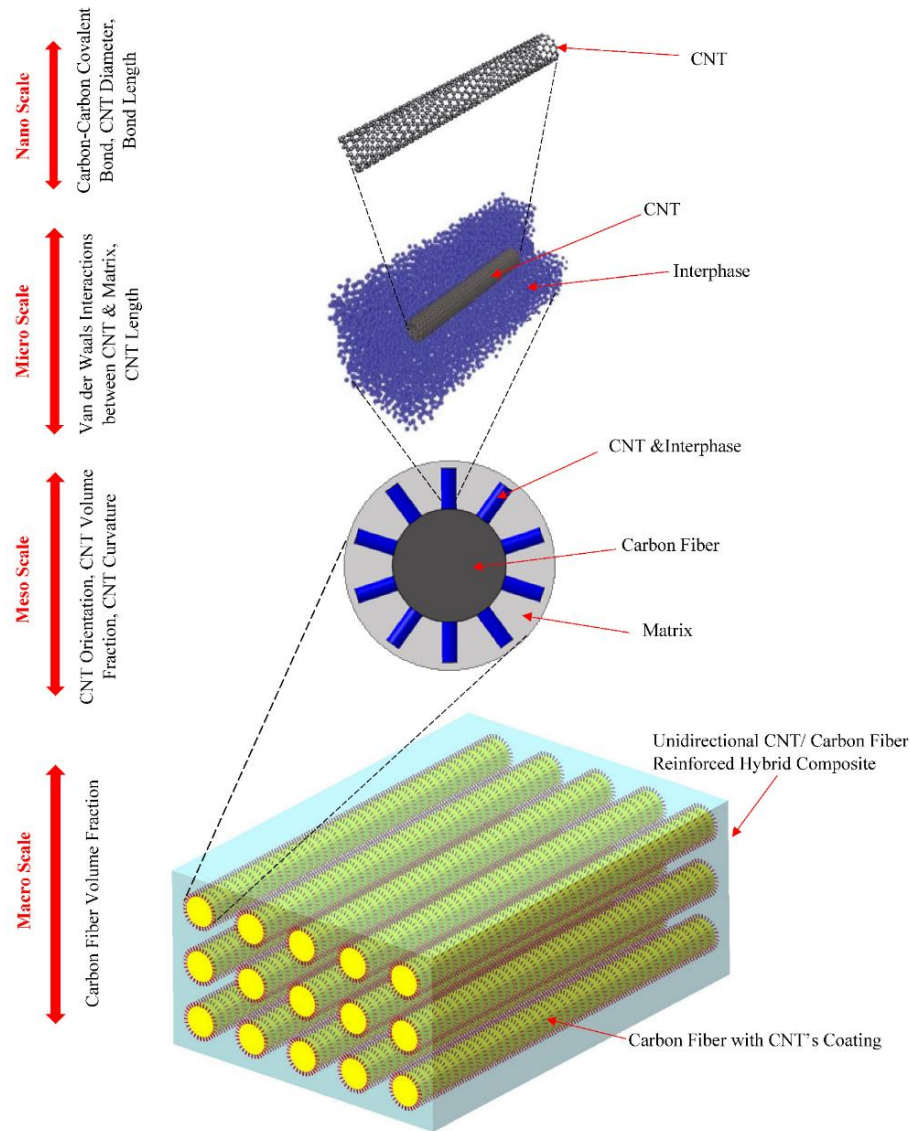 Nano Scale
Carbon-Carbon Covalent
Bond, CNT Diameter,
Bond Length
CNT
Micro Scale
Van der Waals Interactions
between CNT & Matrix,
CNT Length
CNT
Interphase
Meso Scale
CNT Orientation, CNT Volume
Fraction, CNT Curvature
CNT &Interphase
Carbon Fiber
Matrix
Macro Scale
Carbon Fiber Volume Fraction
Unidirectional CNT/ Carbon Fiber
Reinforced Hybrid Composite
Carbon Fiber with CNT's Coating